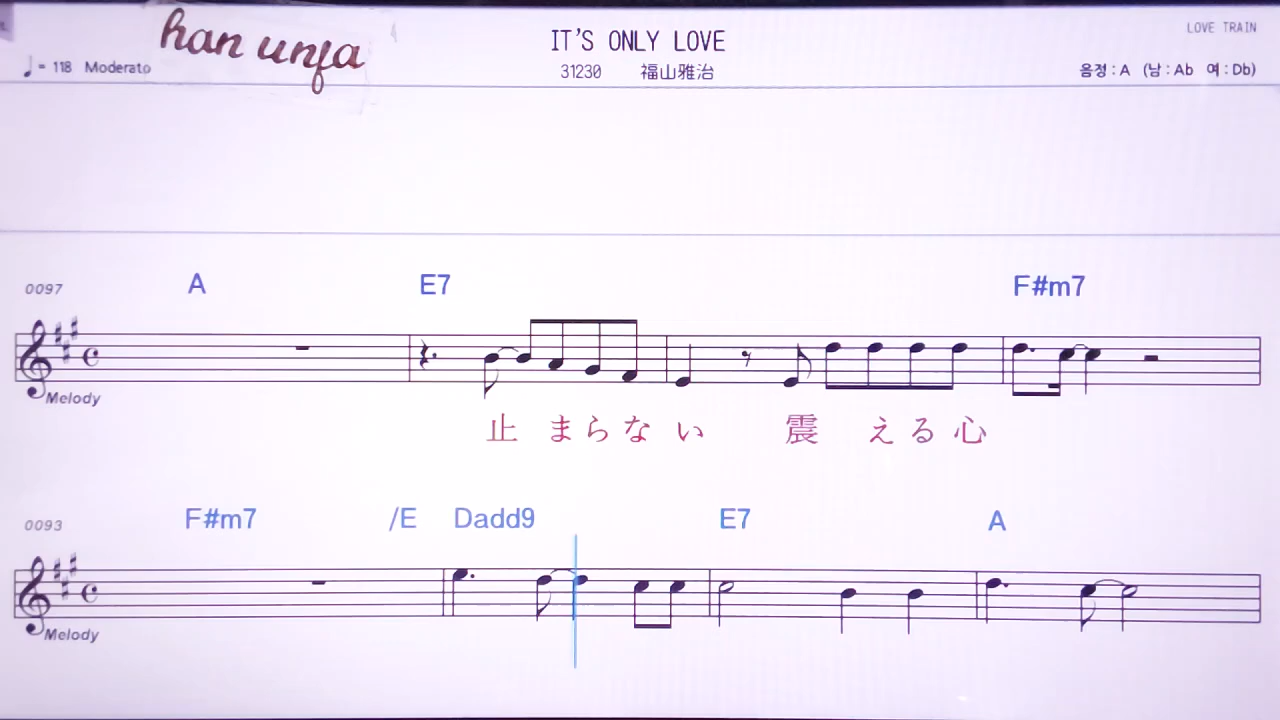 han unfa
IT'S ONLY LOVE
LOVE TRAIN
♩= 118 Moderato
31230 福山雅治
음정:A (남:Ab 여:Db)
0097
A E7 F#m7
Melody
止まらない 震える心
0093
F#m7 /E Dadd9 E7 A
Melody